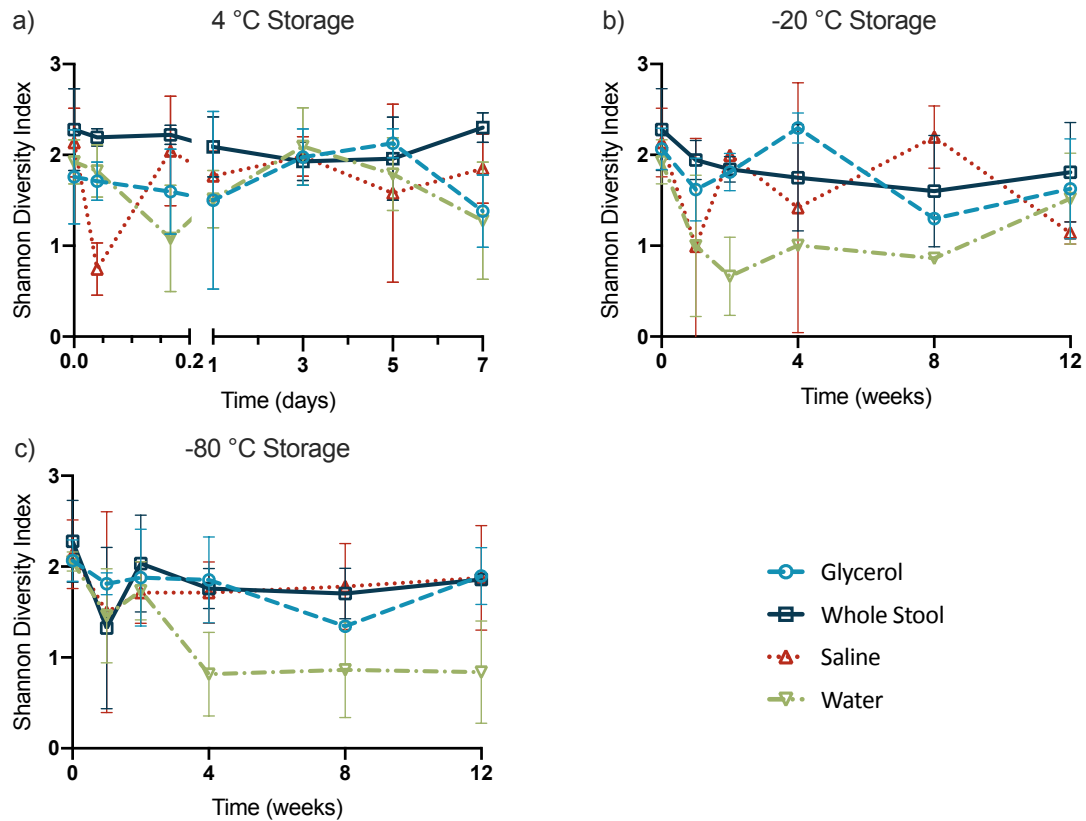 a) 4 °C Storage
Shannon Diversity Index
3
2
1
0
0.0 0.2 1 3 5 7
Time (days)
b) -20 °C Storage
Shannon Diversity Index
3
2
1
0
0 4 8 12
Time (weeks)
c) -80 °C Storage
Shannon Diversity Index
3
2
1
0
0 4 8 12
Time (weeks)
Glycerol
Whole Stool
Saline
Water